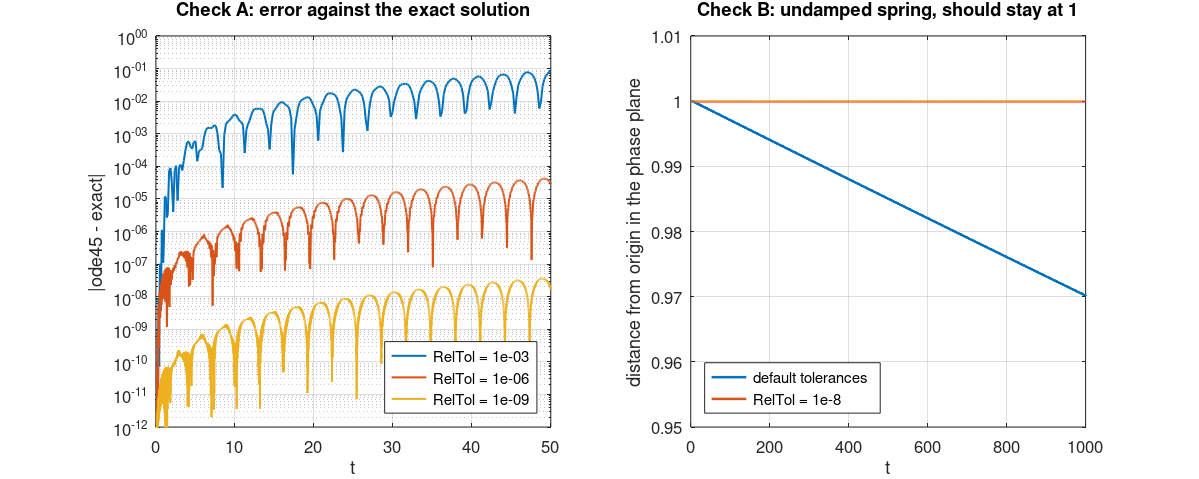 Check A: error against the exact solution
|ode45 - exact|
10^00
10^-01
10^-02
10^-03
10^-04
10^-05
10^-06
10^-07
10^-08
10^-09
10^-10
10^-11
10^-12
0 10 20 30 40 50
t
RelTol = 1e-03
RelTol = 1e-06
RelTol = 1e-09
Check B: undamped spring, should stay at 1
distance from origin in the phase plane
1.01
1
0.99
0.98
0.97
0.96
0.95
0 200 400 600 800 1000
t
default tolerances
RelTol = 1e-8